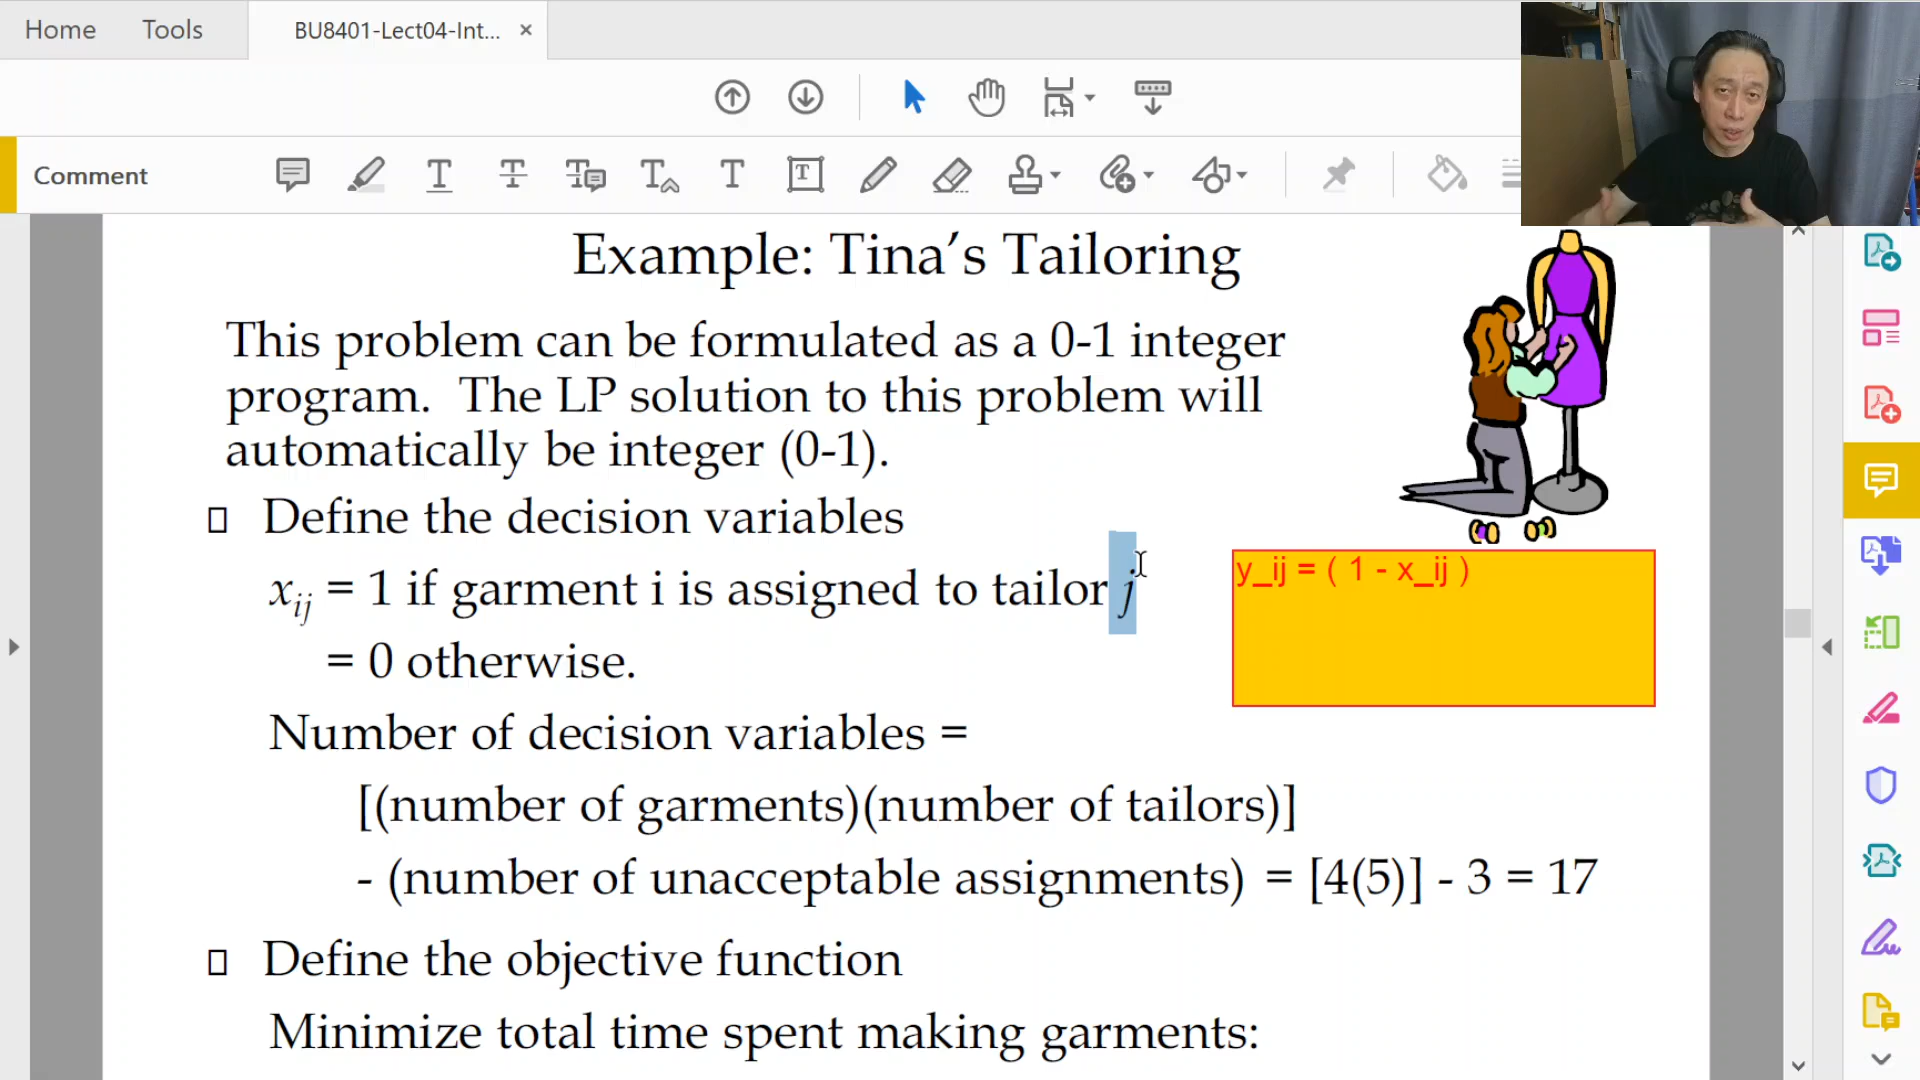 Home
Tools
BU8401-Lect04-Int...
Comment
Example: Tina's Tailoring
This problem can be formulated as a 0-1 integer
program. The LP solution to this problem will
automatically be integer (0-1).
Define the decision variables
xij = 1 if garment i is assigned to tailor j
= 0 otherwise.
y_ij = ( 1 - x_ij )
Number of decision variables =
[(number of garments)(number of tailors)]
- (number of unacceptable assignments) = [4(5)] - 3 = 17
Define the objective function
Minimize total time spent making garments: